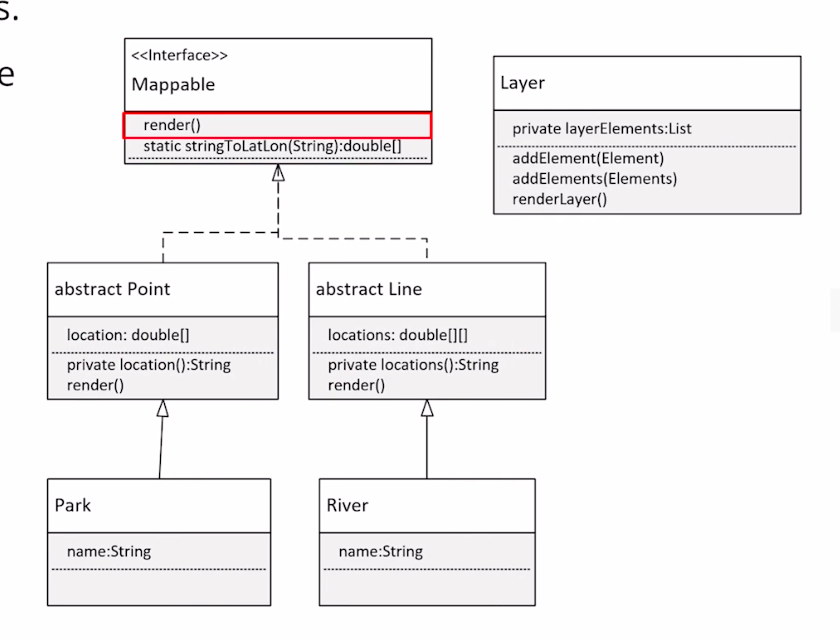 s.
e
<<Interface>>
Mappable
render()
static stringToLatLon(String):double[]
Layer
private layerElements:List
addElement(Element)
addElements(Elements)
renderLayer()
abstract Point
location: double[]
private location():String
render()
abstract Line
locations: double[][]
private locations():String
render()
Park
name:String
River
name:String